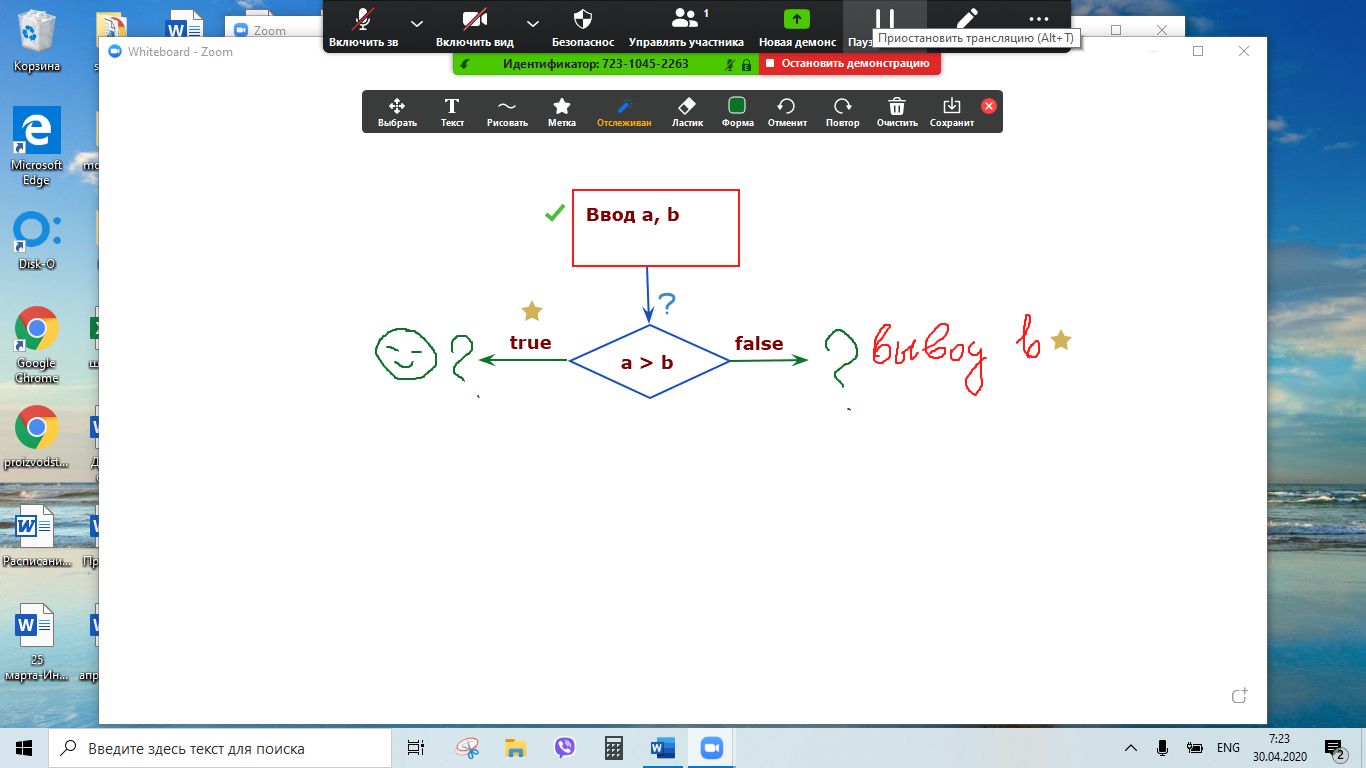 Zoom
Включить зв
Включить вид
Безопаснос
1
Управлять участника
Новая демонс
Пауз
Приостановить трансляцию (Alt+T)
Whiteboard - Zoom
Идентификатор: 723-1045-2263
Остановить демонстрацию
Выбрать
T
Текст
Рисовать
Метка
Отслеживан
Ластик
Форма
Отменит
Повтор
Очистить
Сохранит
Ввод a, b
?
true
a > b
false
?
? вывод b
Корзина
Microsoft
Edge
Disk-O
Google
Chrome
proizvodst...
Расписани...
25
марта-Ин...
апр
Введите здесь текст для поиска
ENG
7:23
30.04.2020
2